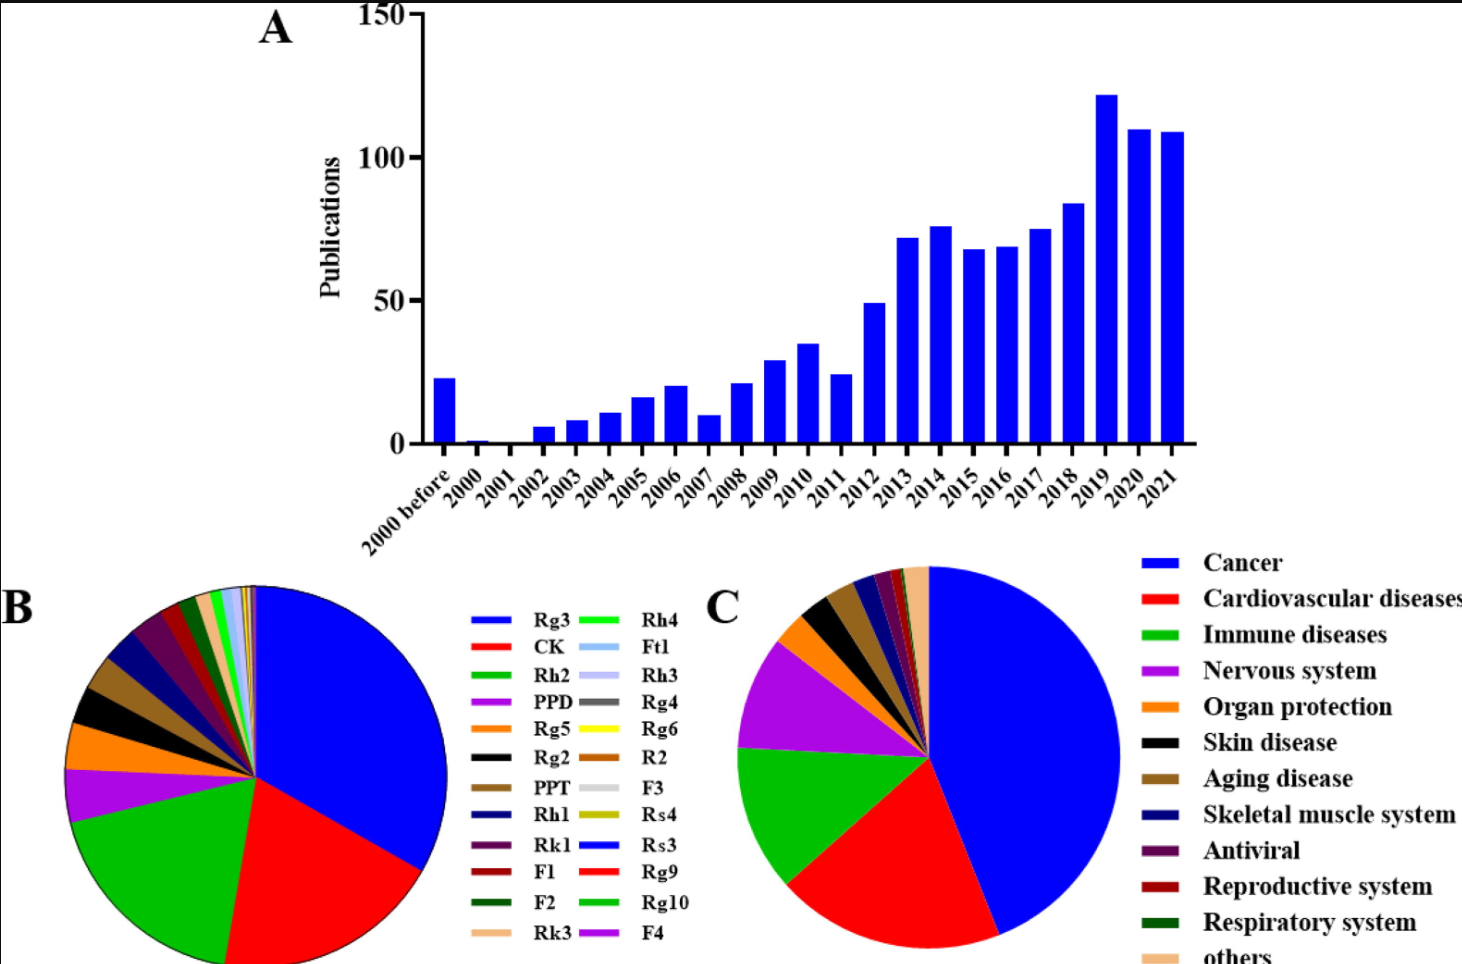 A
150
100
50
0
Publications
2000 before
2000
2001
2002
2003
2004
2005
2006
2007
2008
2009
2010
2011
2012
2013
2014
2015
2016
2017
2018
2019
2020
2021
B
Rg3
CK
Rh2
PPD
Rg5
Rg2
PPT
Rh1
Rk1
F1
F2
Rk3
Rh4
Ft1
Rh3
Rg4
Rg6
R2
F3
Rs4
Rs3
Rg9
Rg10
F4
C
Cancer
Cardiovascular diseases
Immune diseases
Nervous system
Organ protection
Skin disease
Aging disease
Skeletal muscle system
Antiviral
Reproductive system
Respiratory system
others